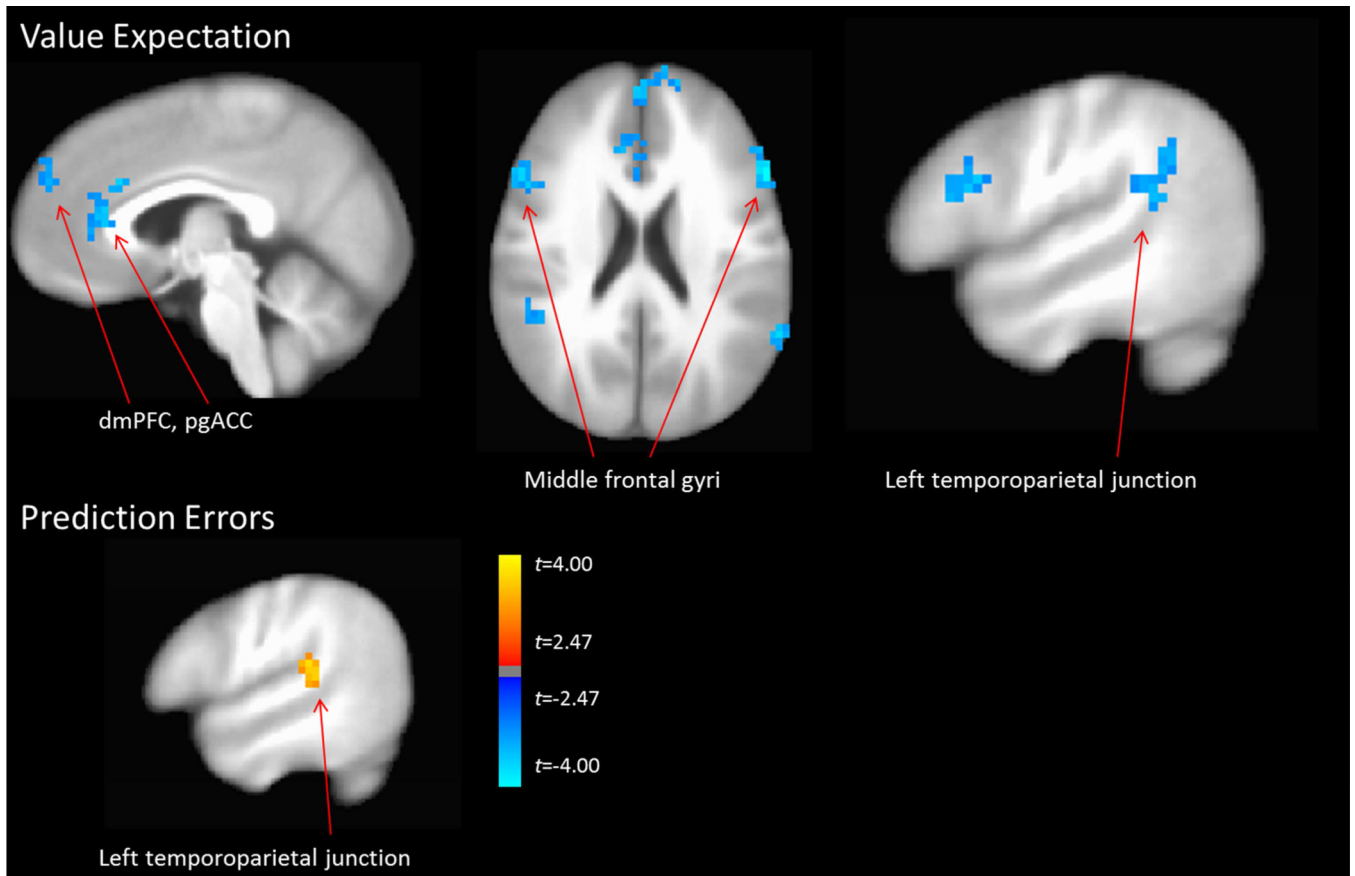 Value Expectation
dmPFC, pgACC
Middle frontal gyri
Left temporoparietal junction
Prediction Errors
t=4.00
t=2.47
t=-2.47
t=-4.00
Left temporoparietal junction